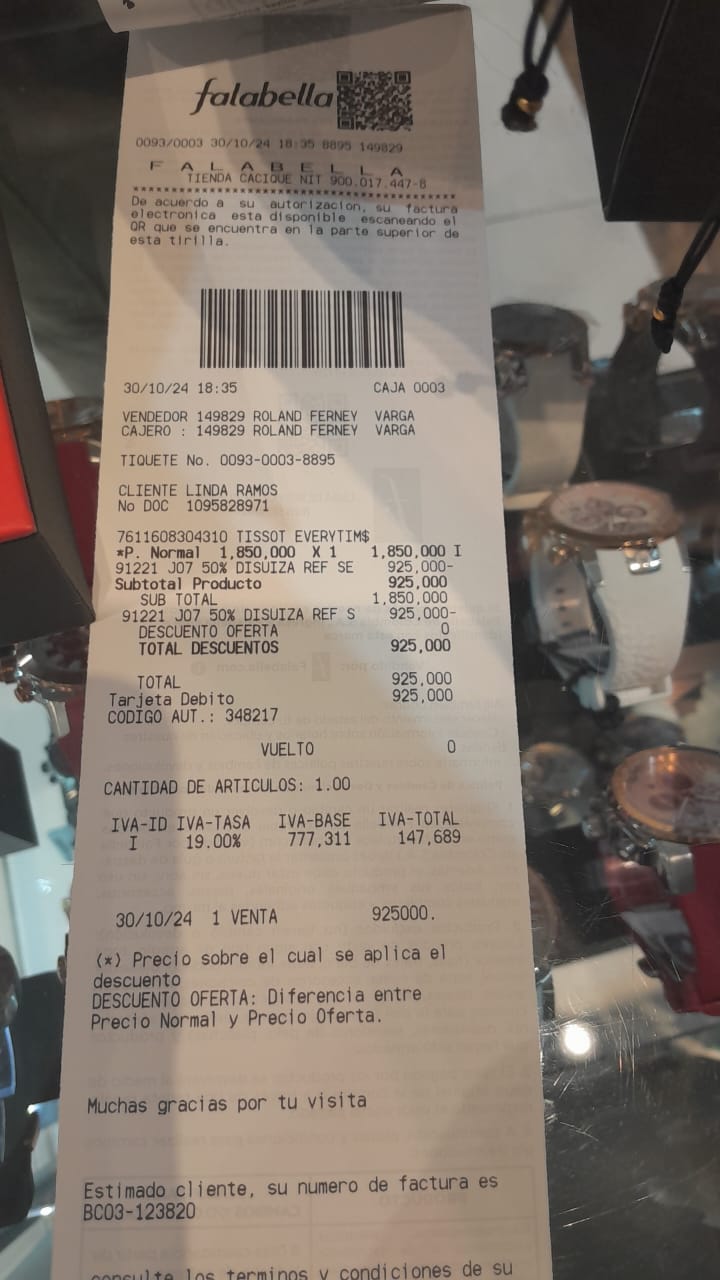 falabella
0093/0003 30/10/24 18:35 8895 149829
F A L A B E L L A
TIENDA CACIQUE NIT 900.017.447-8
****************************************
De acuerdo a su autorizacion, su factura
electronica esta disponible escaneando el
QR que se encuentra en la parte superior de
esta tirilla.
30/10/24 18:35 CAJA 0003
VENDEDOR 149829 ROLAND FERNEY VARGA
CAJERO : 149829 ROLAND FERNEY VARGA
TIQUETE No. 0093-0003-8895
CLIENTE LINDA RAMOS
No DOC 1095828971
7611608304310 TISSOT EVERYTIM$
*P. Normal 1,850,000 X 1 1,850,000 I
91221 J07 50% DISUIZA REF SE 925,000-
Subtotal Producto 925,000
SUB TOTAL 1,850,000
91221 J07 50% DISUIZA REF S 925,000-
DESCUENTO OFERTA 0
TOTAL DESCUENTOS 925,000
TOTAL 925,000
Tarjeta Debito 925,000
CODIGO AUT.: 348217
VUELTO 0
CANTIDAD DE ARTICULOS: 1.00
IVA-ID IVA-TASA IVA-BASE IVA-TOTAL
I 19.00% 777,311 147,689
30/10/24 1 VENTA 925000.
(*) Precio sobre el cual se aplica el
descuento
DESCUENTO OFERTA: Diferencia entre
Precio Normal y Precio Oferta.
Muchas gracias por tu visita
Estimado cliente, su numero de factura es
BC03-123820
consulte los terminos y condiciones de su